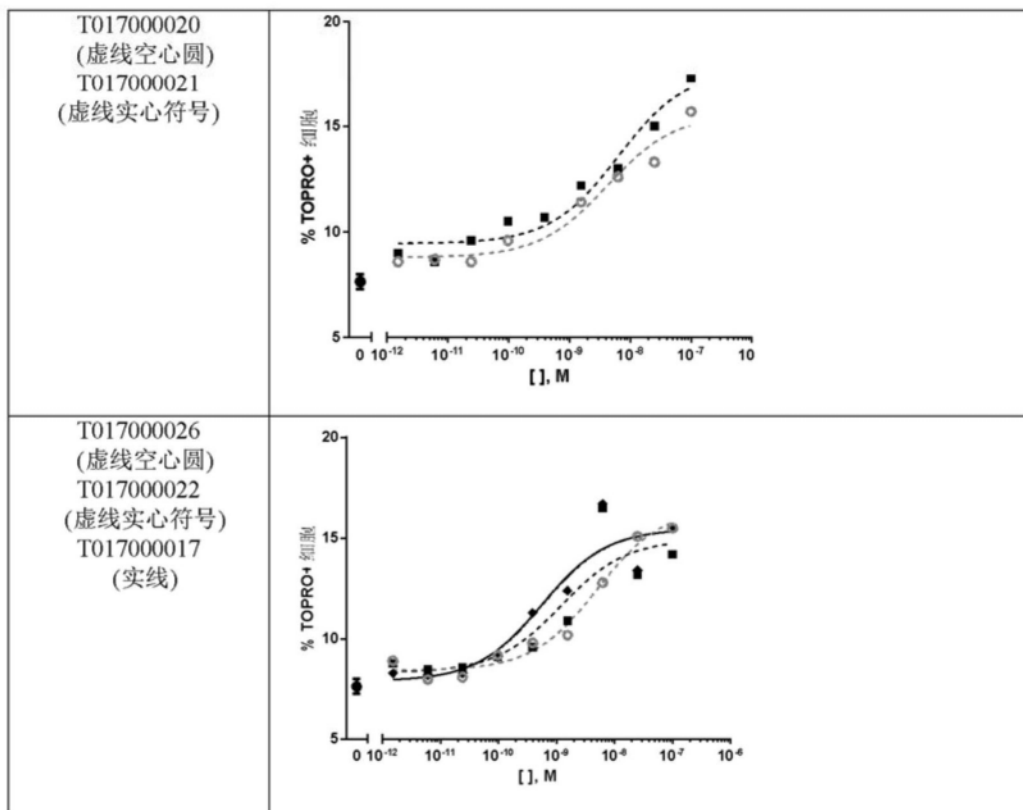 T017000020
(虚线空心圆)
T017000021
(虚线实心符号)
20
15
10
5
% TOPRO+ 细胞
0 10-12 10-11 10-10 10-9 10-8 10-7 10
[ ], M
T017000026
(虚线空心圆)
T017000022
(虚线实心符号)
T017000017
(实线)
20
15
10
5
% TOPRO+ 细胞
0 10-12 10-11 10-10 10-9 10-8 10-7 10-6
[ ], M